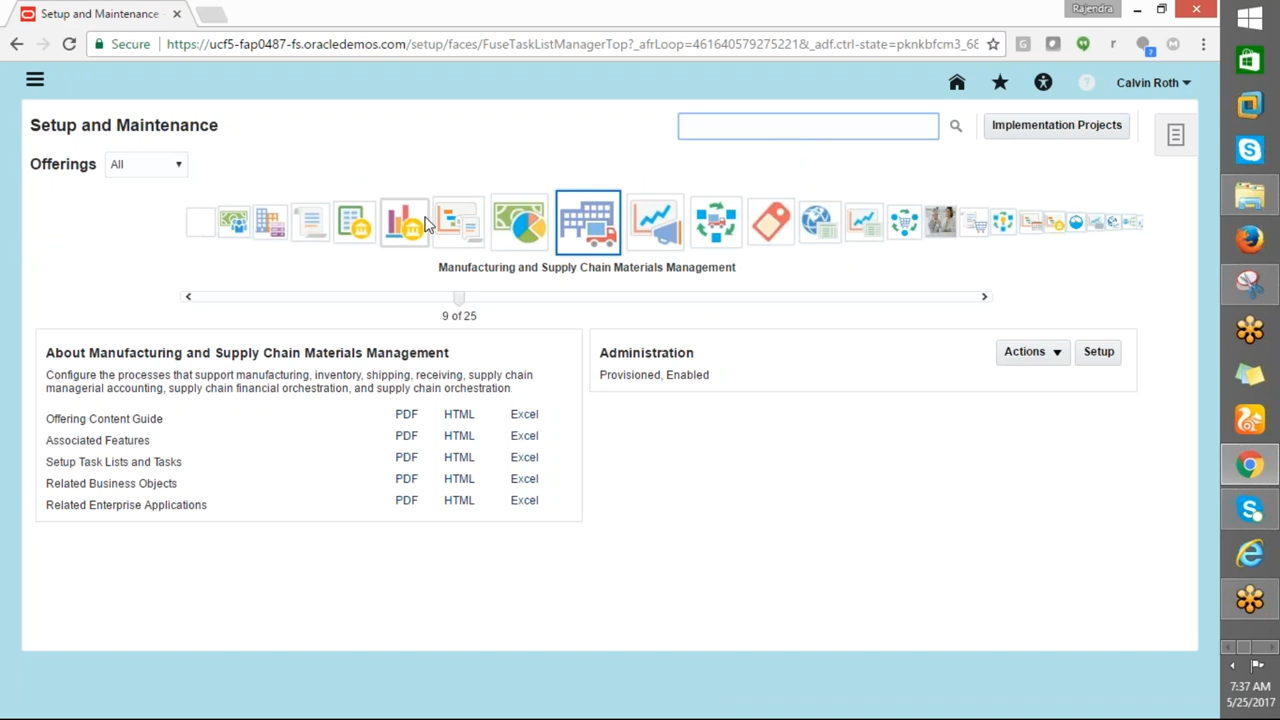 Setup and Maintenance
Rajendra
Secure
https://ucf5-fap0487-fs.oracledemos.com/setup/faces/FuseTaskListManagerTop?_afrLoop=461640579275221&_adf.ctrl-state=pknkbfcm3_68
Calvin Roth
Setup and Maintenance
Implementation Projects
Offerings
All
Manufacturing and Supply Chain Materials Management
9 of 25
About Manufacturing and Supply Chain Materials Management
Configure the processes that support manufacturing, inventory, shipping, receiving, supply chain
managerial accounting, supply chain financial orchestration, and supply chain orchestration.
Offering Content Guide PDF HTML Excel
Associated Features PDF HTML Excel
Setup Task Lists and Tasks PDF HTML Excel
Related Business Objects PDF HTML Excel
Related Enterprise Applications PDF HTML Excel
Administration
Actions
Setup
Provisioned, Enabled
7:37 AM
5/25/2017